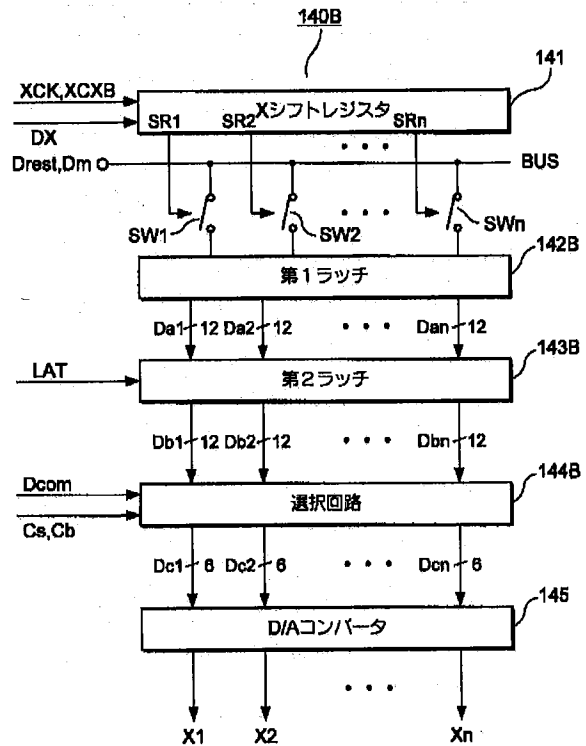 140B
141
XCK,XCXB
Xシフトレジスタ
DX
SR1 SR2 SRn
Drest,Dm
BUS
SW1 SW2 SWn
142B
第1ラッチ
Da1 12 Da2 12 Dan 12
143B
LAT
第2ラッチ
Db1 12 Db2 12 Dbn 12
144B
Dcom
選択回路
Cs,Cb
Dc1 6 Dc2 6 Dcn 6
145
D/Aコンバータ
X1 X2 Xn